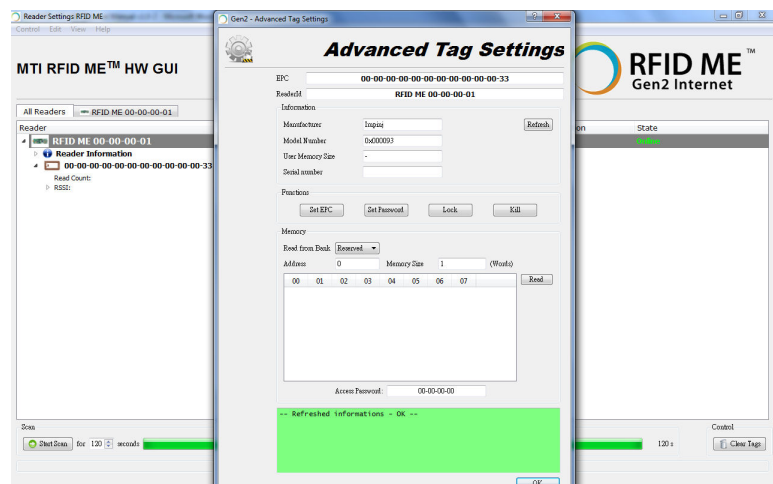 Reader Settings RFID ME
Control Edit View Help
MTI RFID ME™ HW GUI
All Readers
RFID ME 00-00-00-01
Reader
RFID ME 00-00-00-01
Reader Information
00-00-00-00-00-00-00-00-00-00-00-33
Read Count:
RSSI:
Gen2 - Advanced Tag Settings
Advanced Tag Settings
EPC 00-00-00-00-00-00-00-00-00-00-00-33
ReaderId RFID ME 00-00-00-01
Information
Manufacturer Impinj Refresh
Model Number 0x000093
User Memory Size -
Serial number
Functions
Set EPC Set Password Lock Kill
Memory
Read from Bank Reserved
Address 0 Memory Size 1 (Words)
00 01 02 03 04 05 06 07 Read
Access Password: 00-00-00-00
-- Refreshed informations - OK --
OK
RFID ME™
Gen2 Internet
on State
Online
Scan
Start Scan for 120 seconds
120 s
Control
Clear Tags